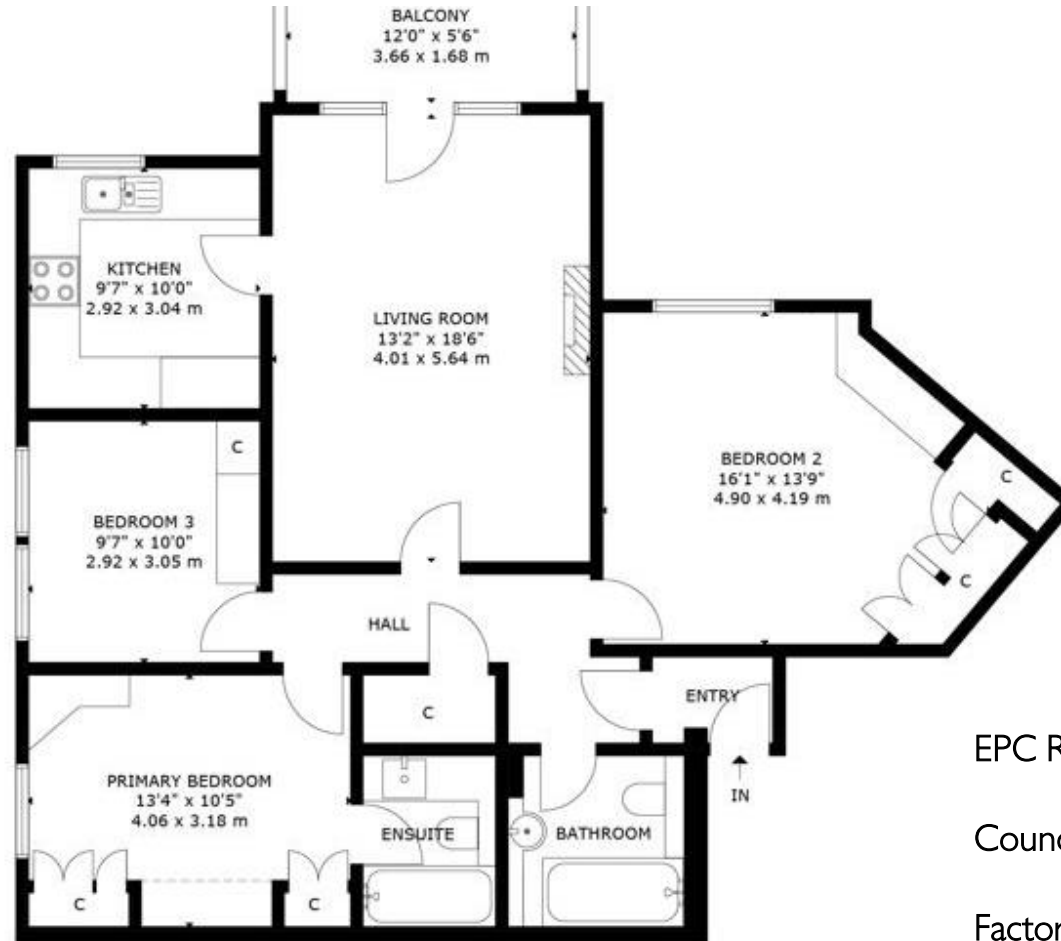 BALCONY
12'0" x 5'6"
3.66 x 1.68 m
KITCHEN
9'7" x 10'0"
2.92 x 3.04 m
LIVING ROOM
13'2" x 18'6"
4.01 x 5.64 m
BEDROOM 2
16'1" x 13'9"
4.90 x 4.19 m
C
C
C
BEDROOM 3
9'7" x 10'0"
2.92 x 3.05 m
HALL
C
ENTRY
IN
PRIMARY BEDROOM
13'4" x 10'5"
4.06 x 3.18 m
ENSUITE
BATHROOM
C
C
EPC R
Counc
Factor